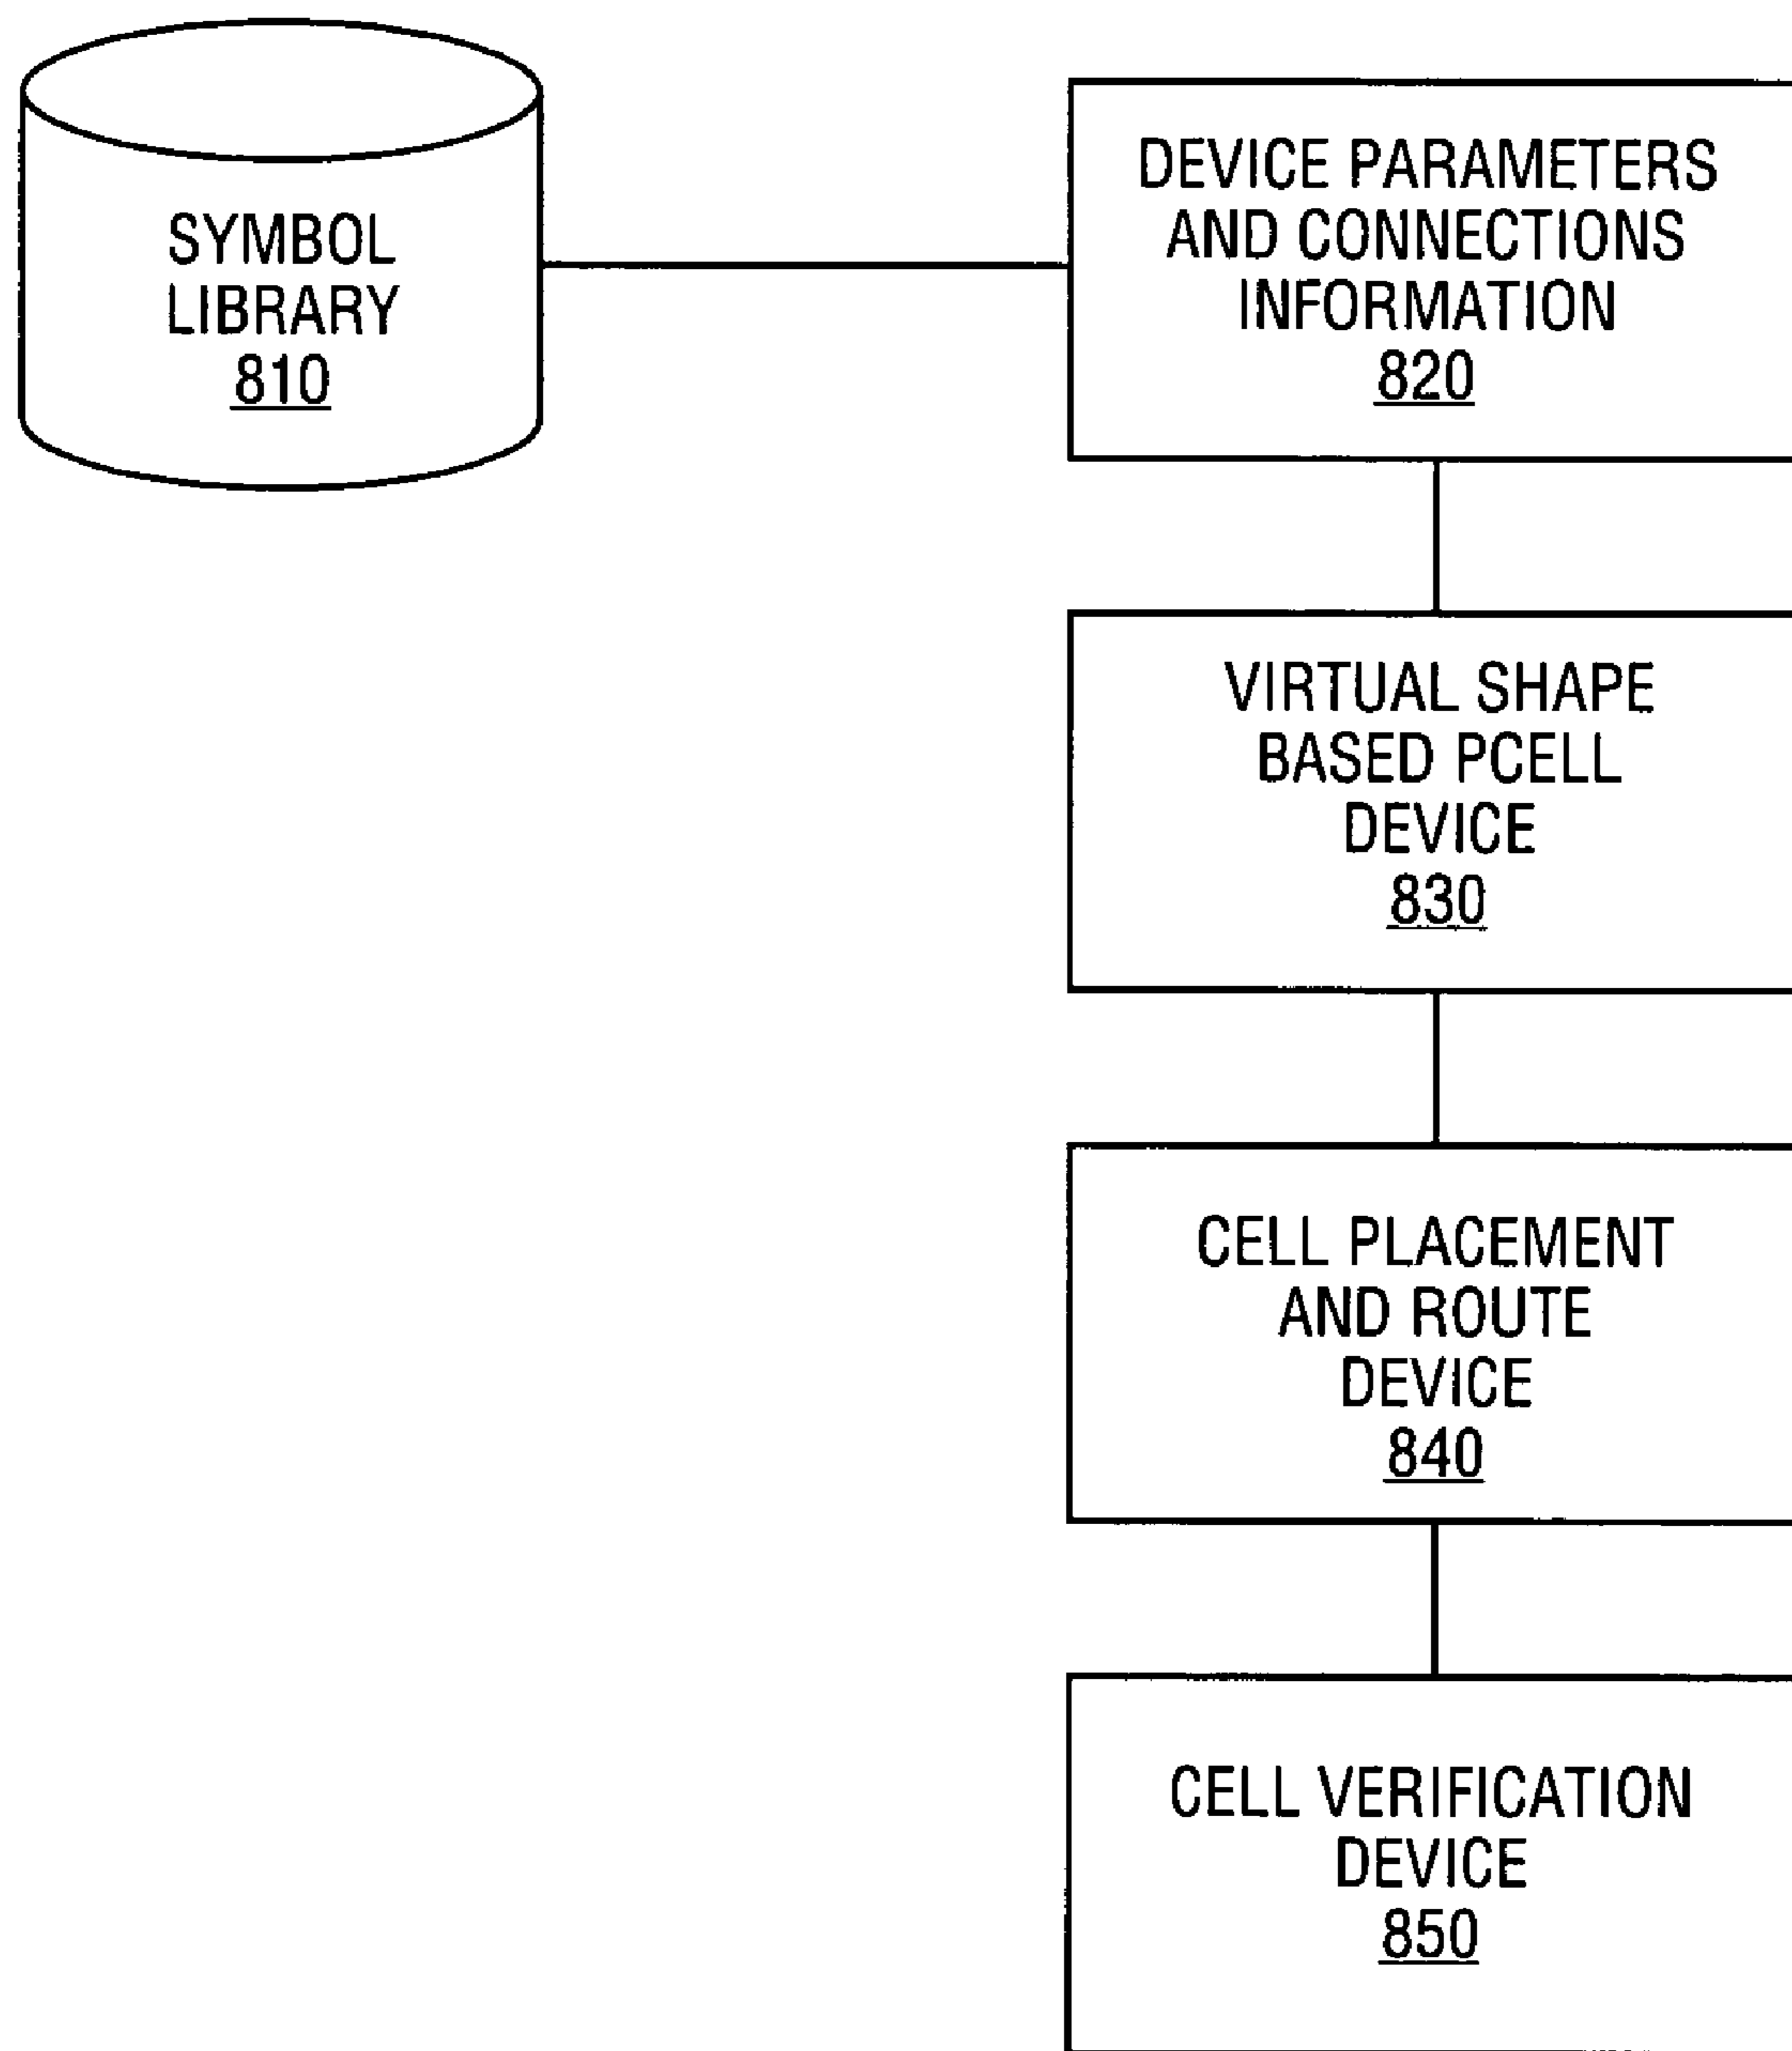 SYMBOL
LIBRARY
810
DEVICE PARAMETERS
AND CONNECTIONS
INFORMATION
820
VIRTUAL SHAPE
BASED PCELL
DEVICE
830
CELL PLACEMENT
AND ROUTE
DEVICE
840
CELL VERIFICATION
DEVICE
850